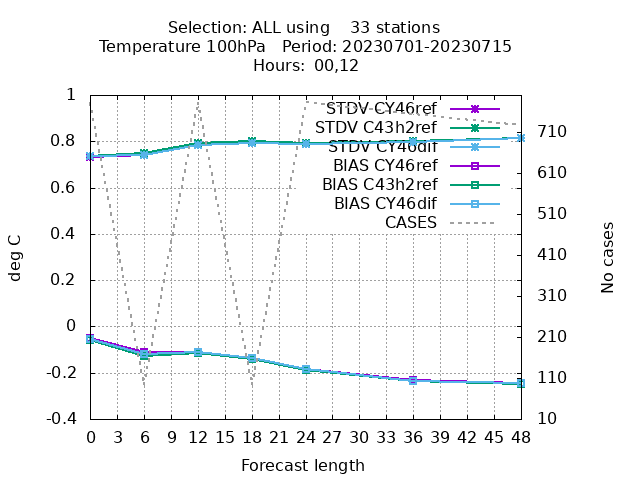 Selection: ALL using    33 stations
Temperature 100hPa   Period: 20230701-20230715
Hours:  00,12
STDV CY46ref
STDV C43h2ref
STDV CY46dif
BIAS CY46ref
BIAS C43h2ref
BIAS CY46dif
CASES
1
0.8
0.6
0.4
0.2
0
-0.2
-0.4
deg C
710
610
510
410
310
210
110
10
No cases
0 3 6 9 12 15 18 21 24 27 30 33 36 39 42 45 48
Forecast length